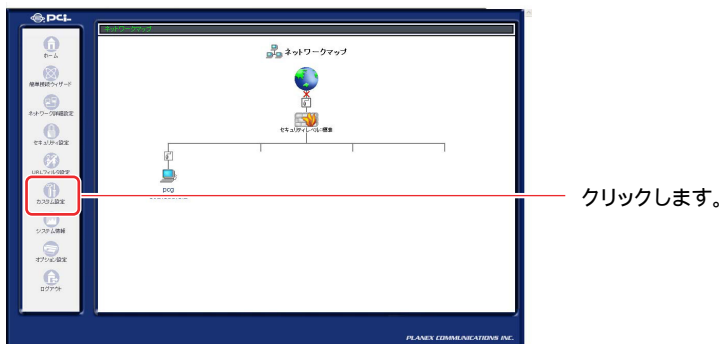 PCI
ネットワークマップ
ホーム
簡単接続ウィザード
ネットワーク詳細設定
セキュリティ設定
URLフィルタ設定
カスタム設定
システム情報
オプション設定
ログアウト
ネットワークマップ
セキュリティレベル:標準
pcg
クリックします。
PLANEX COMMUNICATIONS INC.